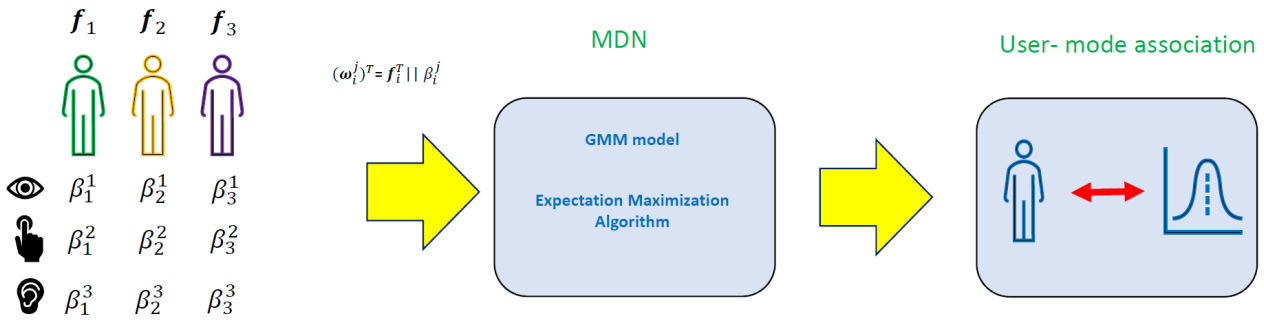 f₁ f₂ f₃
MDN
User- mode association
(ωᵢʲ)ᵀ= fᵢᵀ|| βᵢʲ
GMM model
Expectation Maximization
Algorithm
β₁¹ β₂¹ β₃¹
β₁² β₂² β₃²
β₁³ β₂³ β₃³